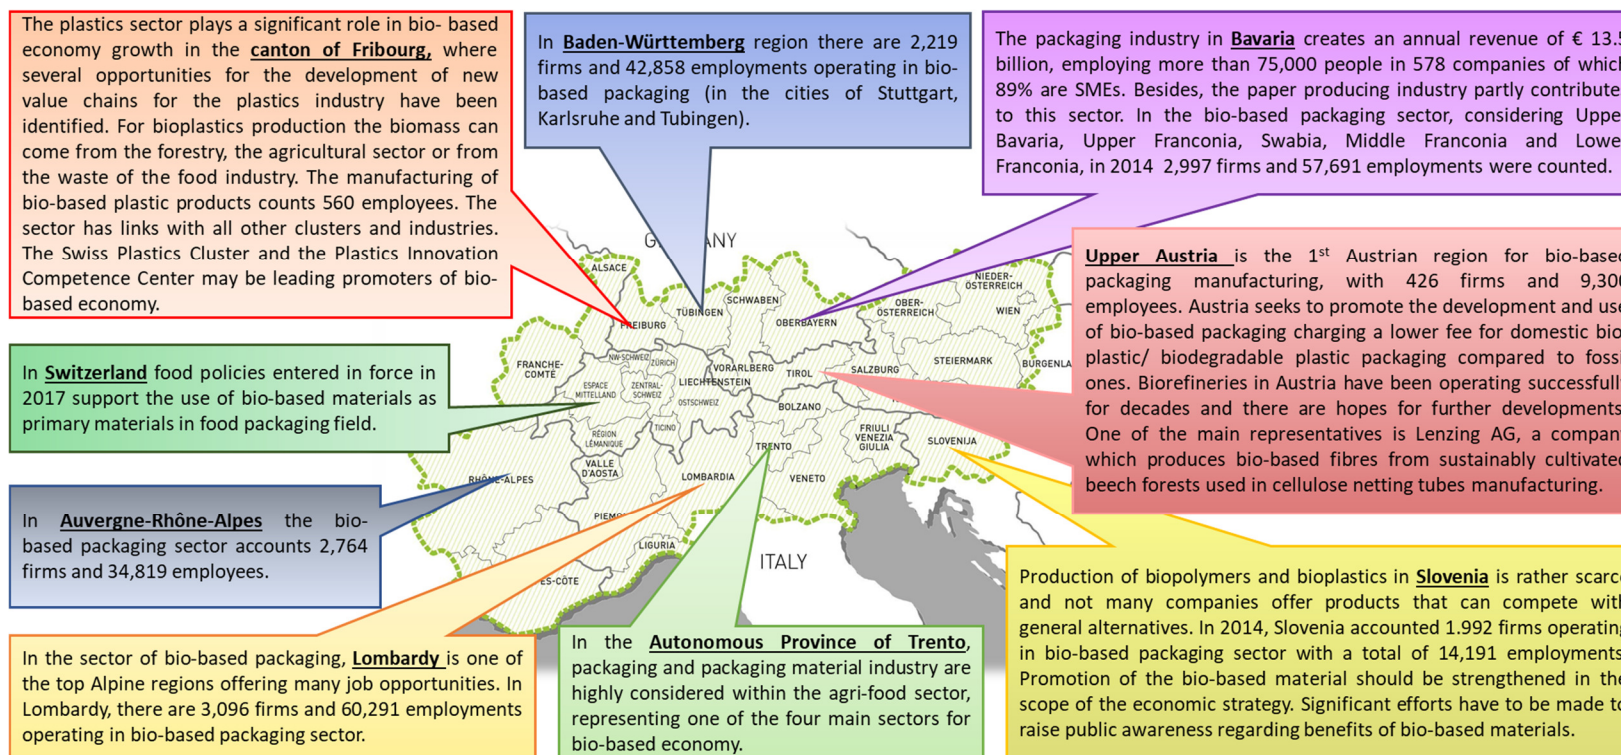 The plastics sector plays a significant role in bio- based
economy growth in the canton of Fribourg, where
several opportunities for the development of new
value chains for the plastics industry have been
identified. For bioplastics production the biomass can
come from the forestry, the agricultural sector or from
the waste of the food industry. The manufacturing of
bio-based plastic products counts 560 employees. The
sector has links with all other clusters and industries.
The Swiss Plastics Cluster and the Plastics Innovation
Competence Center may be leading promoters of bio-
based economy.
In Baden-Württemberg region there are 2,219
firms and 42,858 employments operating in bio-
based packaging (in the cities of Stuttgart,
Karlsruhe and Tubingen).
The packaging industry in Bavaria creates an annual revenue of € 13.5
billion, employing more than 75,000 people in 578 companies of which
89% are SMEs. Besides, the paper producing industry partly contribute
to this sector. In the bio-based packaging sector, considering Uppe
Bavaria, Upper Franconia, Swabia, Middle Franconia and Lowe
Franconia, in 2014 2,997 firms and 57,691 employments were counted.
Upper Austria is the 1st Austrian region for bio-based
packaging manufacturing, with 426 firms and 9,300
employees. Austria seeks to promote the development and use
of bio-based packaging charging a lower fee for domestic bio
plastic/ biodegradable plastic packaging compared to foss
ones. Biorefineries in Austria have been operating successfull
for decades and there are hopes for further developments
One of the main representatives is Lenzing AG, a compan
which produces bio-based fibres from sustainably cultivated
beech forests used in cellulose netting tubes manufacturing.
In Switzerland food policies entered in force in
2017 support the use of bio-based materials as
primary materials in food packaging field.
In Auvergne-Rhône-Alpes the bio-
based packaging sector accounts 2,764
firms and 34,819 employees.
In the sector of bio-based packaging, Lombardy is one of
the top Alpine regions offering many job opportunities. In
Lombardy, there are 3,096 firms and 60,291 employments
operating in bio-based packaging sector.
In the Autonomous Province of Trento,
packaging and packaging material industry are
highly considered within the agri-food sector,
representing one of the four main sectors for
bio-based economy.
Production of biopolymers and bioplastics in Slovenia is rather scarce
and not many companies offer products that can compete with
general alternatives. In 2014, Slovenia accounted 1.992 firms operating
in bio-based packaging sector with a total of 14,191 employments
Promotion of the bio-based material should be strengthened in the
scope of the economic strategy. Significant efforts have to be made to
raise public awareness regarding benefits of bio-based materials.
ALSACE
FREIBURG
TÜBINGEN
SCHWABEN
OBERBAYERN
OBER-
ÖSTERREICH
NIEDER-
ÖSTERREICH
WIEN
FRANCHE-
COMTÉ
NW-SCHWEIZ
ZÜRICH
ESPACE
MITTELLAND
ZENTRAL-
SCHWEIZ
LIECHTENSTEIN
OSTSCHWEIZ
VORARLBERG
TIROL
SALZBURG
STEIERMARK
BURGENLA
RÉGION
LÉMANIQUE
TICINO
BOLZANO
TRENTO
FRIULI
VENEZIA
GIULIA
SLOVENIJA
RHÔNE-ALPES
VALLE
D'AOSTA
LOMBARDIA
VENETO
PIEM
LIGURIA
ES-CÔTE
ITALY